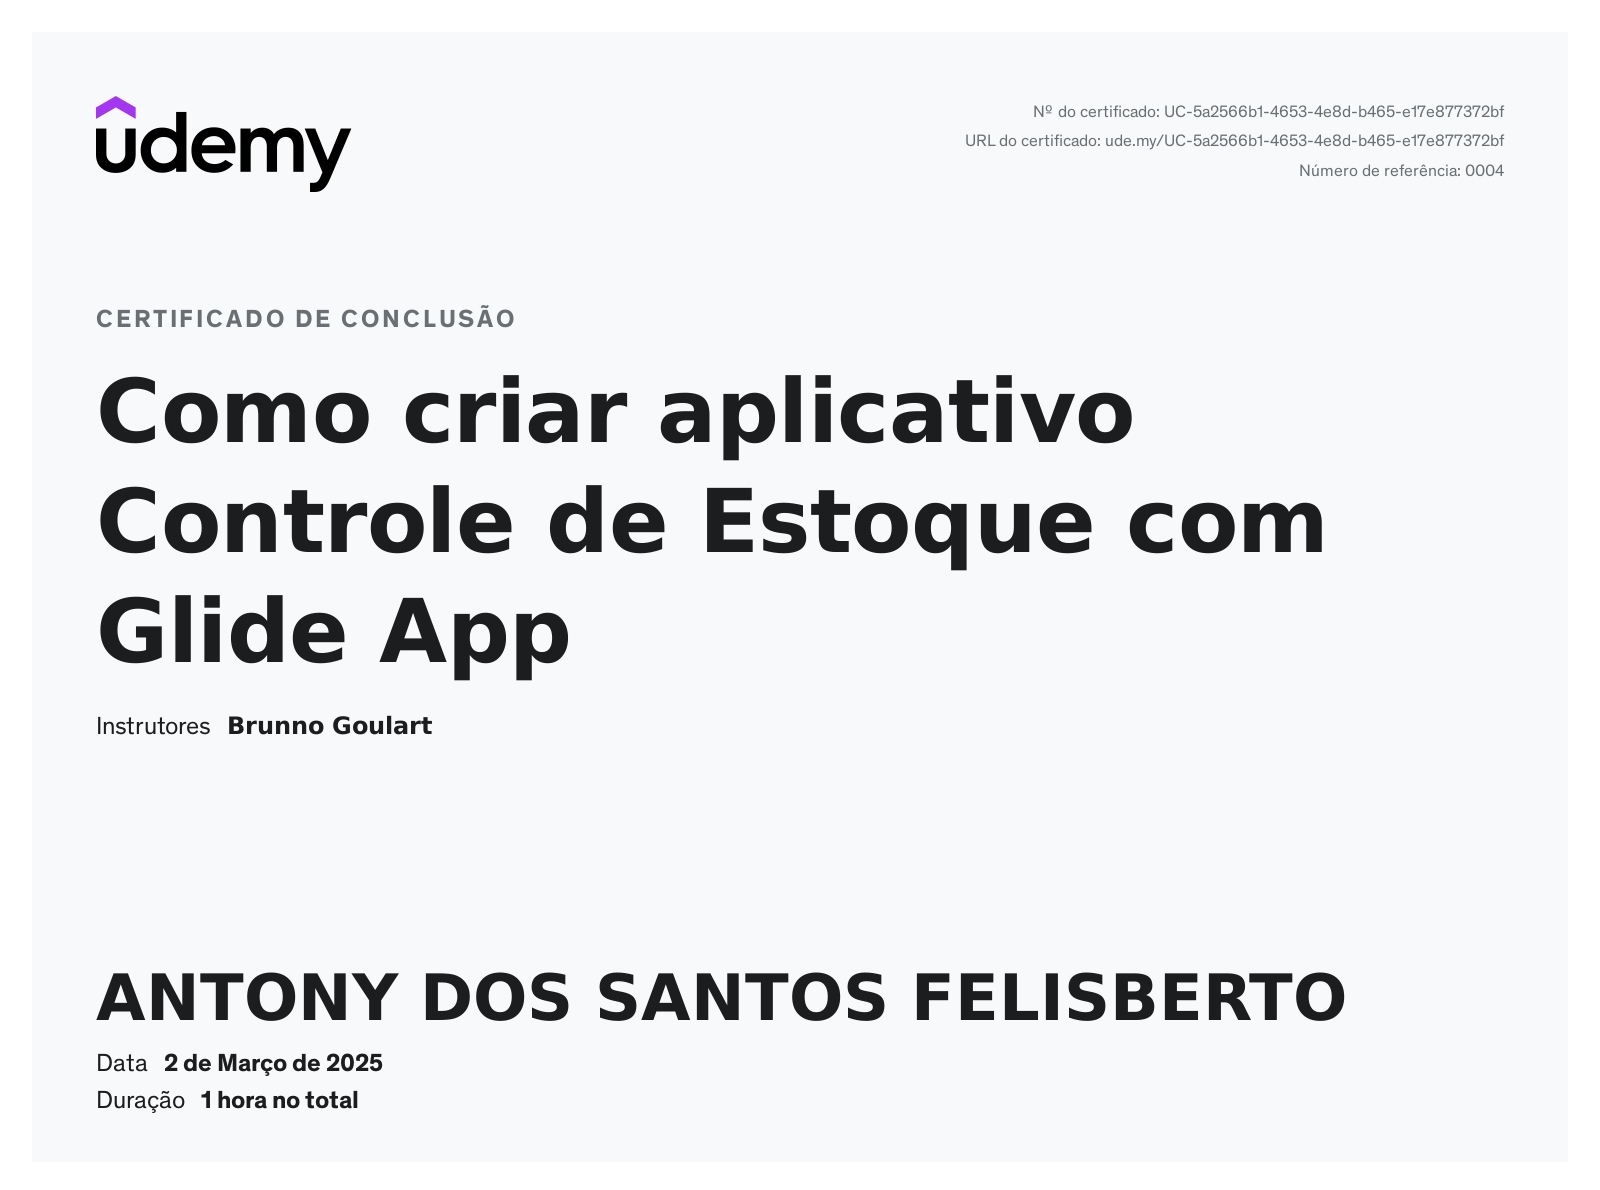 udemy
Nº do certificado: UC-5a2566b1-4653-4e8d-b465-e17e877372bf
URL do certificado: ude.my/UC-5a2566b1-4653-4e8d-b465-e17e877372bf
Número de referência: 0004
CERTIFICADO DE CONCLUSÃO
Como criar aplicativo
Controle de Estoque com
Glide App
Instrutores Brunno Goulart
ANTONY DOS SANTOS FELISBERTO
Data 2 de Março de 2025
Duração 1 hora no total